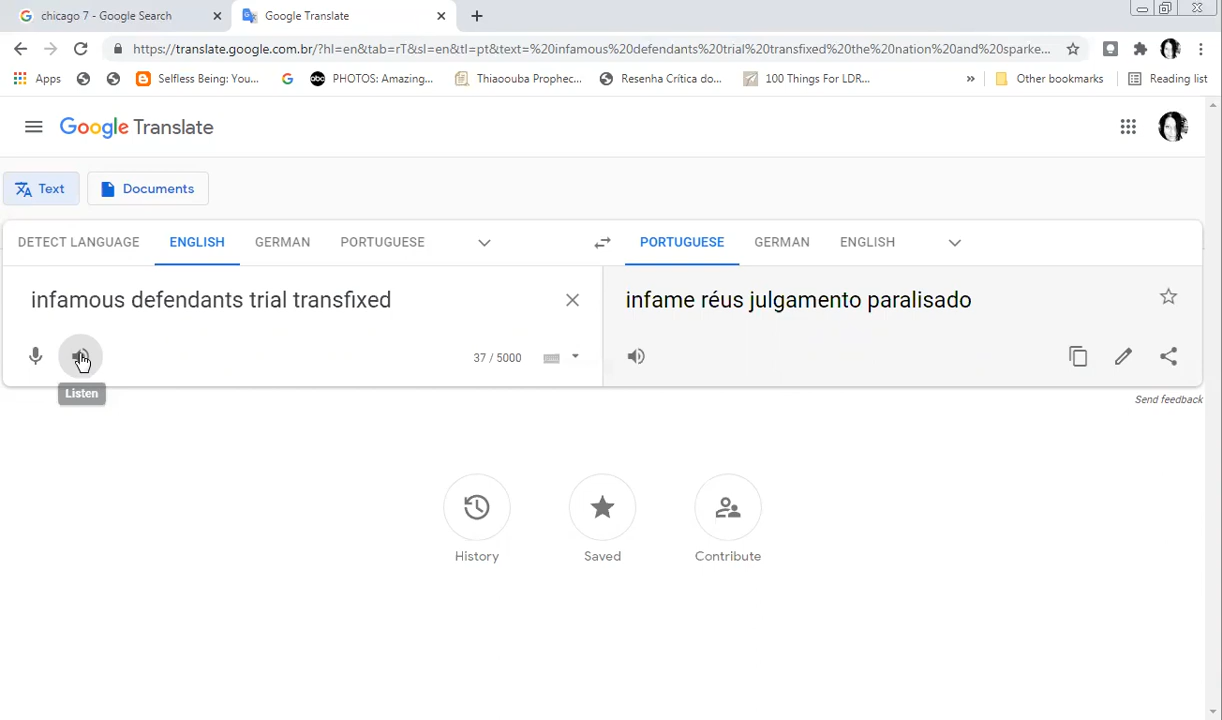 chicago 7 - Google Search
Google Translate
https://translate.google.com.br/?hl=en&tab=rT&sl=en&tl=pt&text=%20infamous%20defendants%20trial%20transfixed%20the%20nation%20and%20sparke...
Apps
Selfless Being: You...
PHOTOS: Amazing,...
Thiaoouba Prophec...
Resenha Crítica do...
100 Things For LDR...
»
Other bookmarks
Reading list
Google Translate
Text
Documents
DETECT LANGUAGE
ENGLISH
GERMAN
PORTUGUESE
PORTUGUESE
GERMAN
ENGLISH
infamous defendants trial transfixed
infame réus julgamento paralisado
37 / 5000
Listen
Send feedback
History
Saved
Contribute